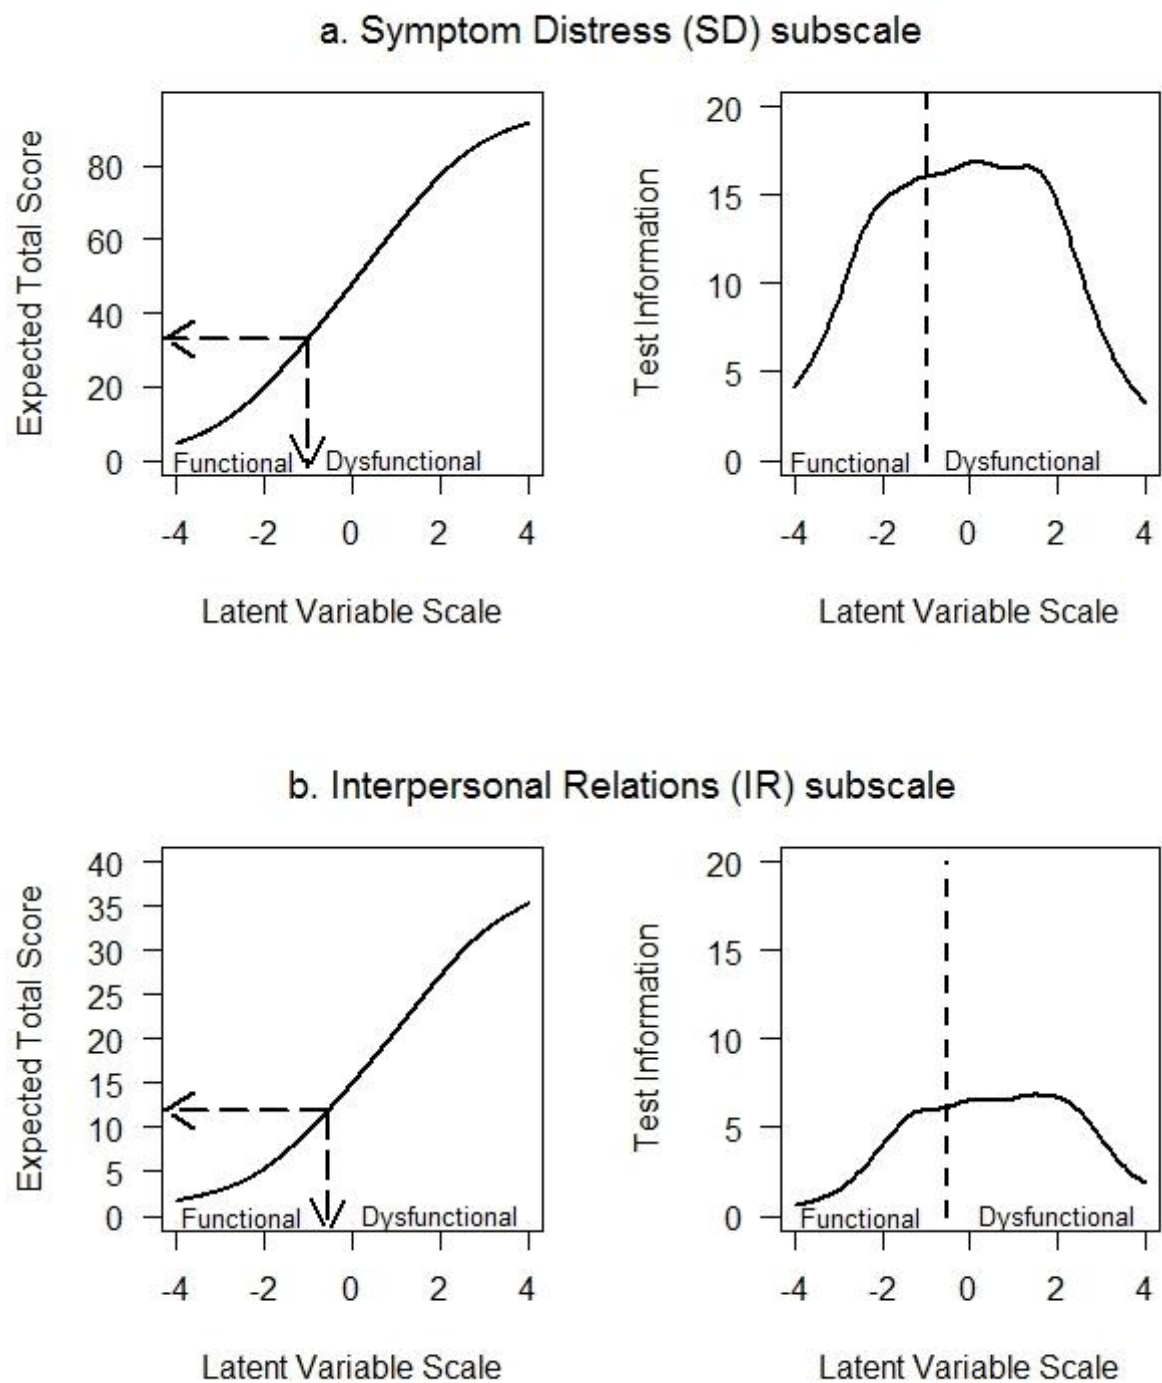 a. Symptom Distress (SD) subscale
Expected Total Score
80
60
40
20
0
Functional
Dysfunctional
-4 -2 0 2 4
Latent Variable Scale
Test Information
20
15
10
5
0
Functional
Dysfunctional
-4 -2 0 2 4
Latent Variable Scale
b. Interpersonal Relations (IR) subscale
Expected Total Score
40
35
30
25
20
15
10
5
0
Functional
Dysfunctional
-4 -2 0 2 4
Latent Variable Scale
Test Information
20
15
10
5
0
Functional
Dysfunctional
-4 -2 0 2 4
Latent Variable Scale